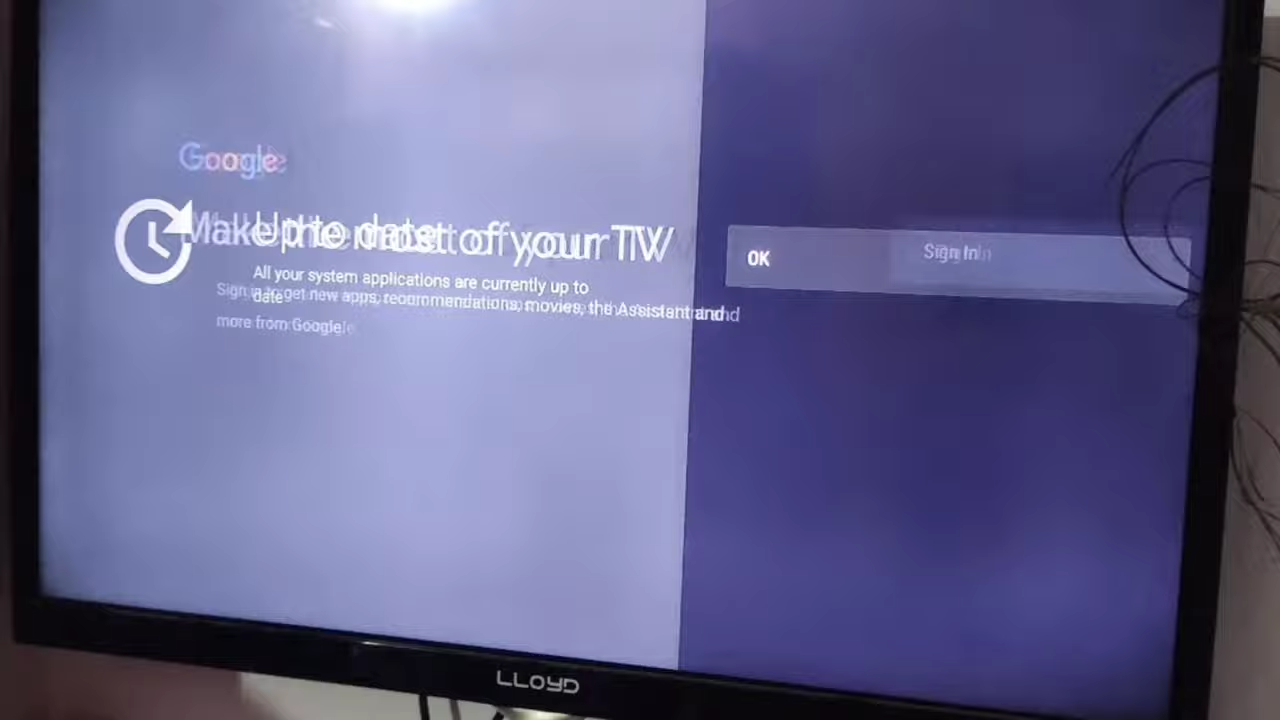 Google
Up to date
Make the most of your TV
All your system applications are currently up to
date
Sign in to get new apps, recommendations, movies, the Assistant and
more from Google
OK
Sign In
LLOYD